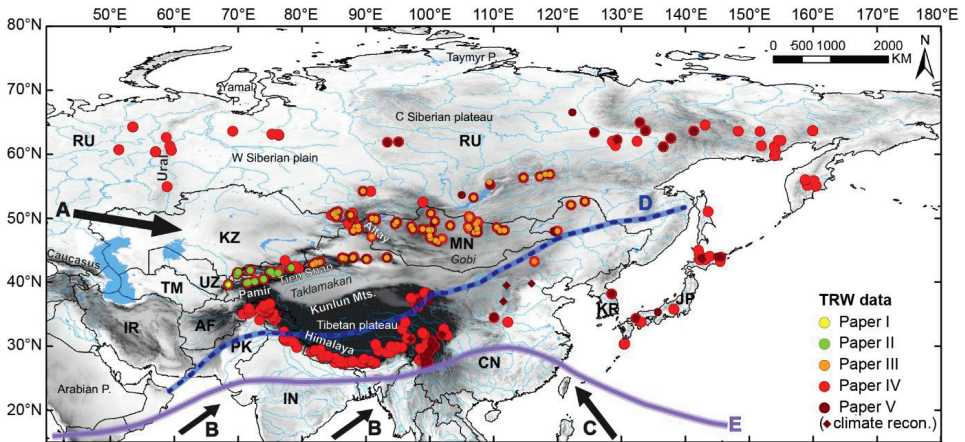 50°E 60°E 70°E 80°E 90°E 100°E 110°E 120°E 130°E 140°E 150°E 160°E 170°E 180°E
80°N
70°N
60°N
50°N
40°N
30°N
20°N
0 500 1000 2000
KM
N
Taymyr P.
Yamal
P.
C Siberian plateau
RU
RU
W Siberian plain
Ural
A
D
KZ
Altay
MN
Gobi
Caucasus
UZ
Tien Shan
TM
Pamir
Taklamakan
Kunlun Mts.
KR
JP
IR
AF
Tibetan plateau
Himalaya
PK
CN
Arabian P.
IN
E
B
B
C
TRW data
Paper I
Paper II
Paper III
Paper IV
Paper V
(climate recon.)